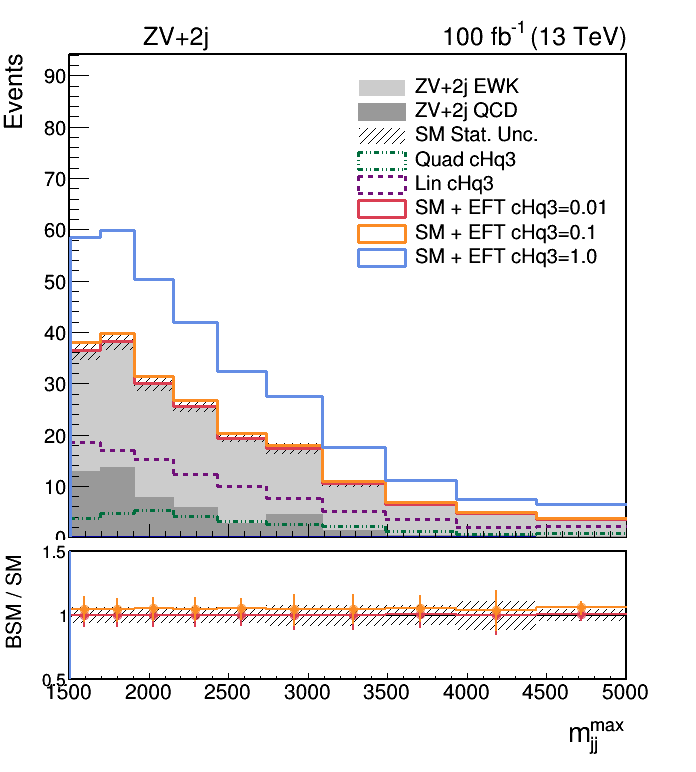 ZV+2j 100 fb-1 (13 TeV)
Events
90
80
70
60
50
40
30
20
10
0
ZV+2j EWK
ZV+2j QCD
SM Stat. Unc.
Quad cHq3
Lin cHq3
SM + EFT cHq3=0.01
SM + EFT cHq3=0.1
SM + EFT cHq3=1.0
BSM / SM
1.5
1
0.5
1500 2000 2500 3000 3500 4000 4500 5000
m_jj^max